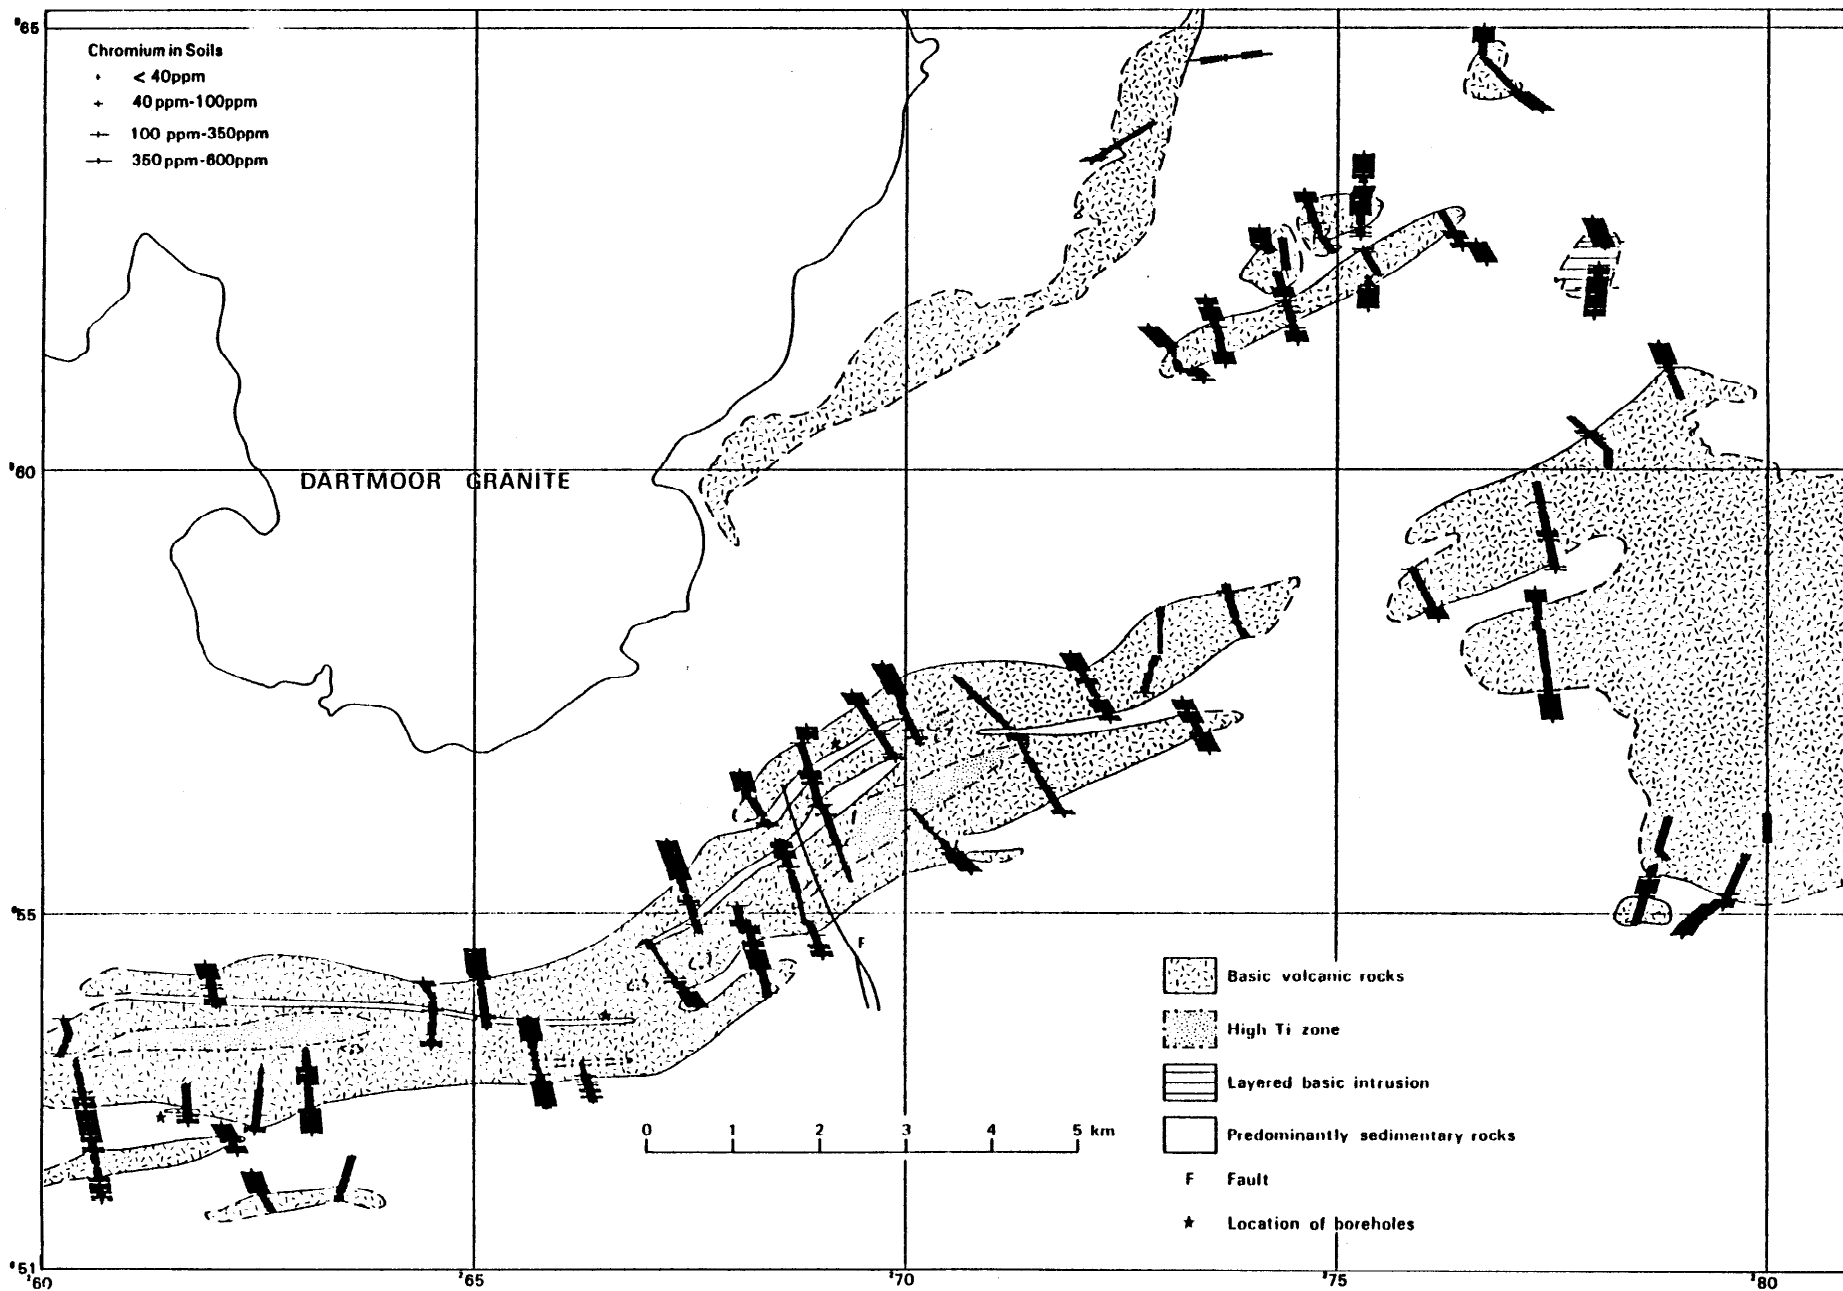 65
Chromium in Soils
< 40ppm
40 ppm-100ppm
100 ppm-350ppm
350 ppm-600ppm
60
DARTMOOR GRANITE
55
F
Basic volcanic rocks
High Ti zone
Layered basic intrusion
0 1 2 3 4 5 km
Predominantly sedimentary rocks
F Fault
Location of boreholes
51
60 65 70 75 80